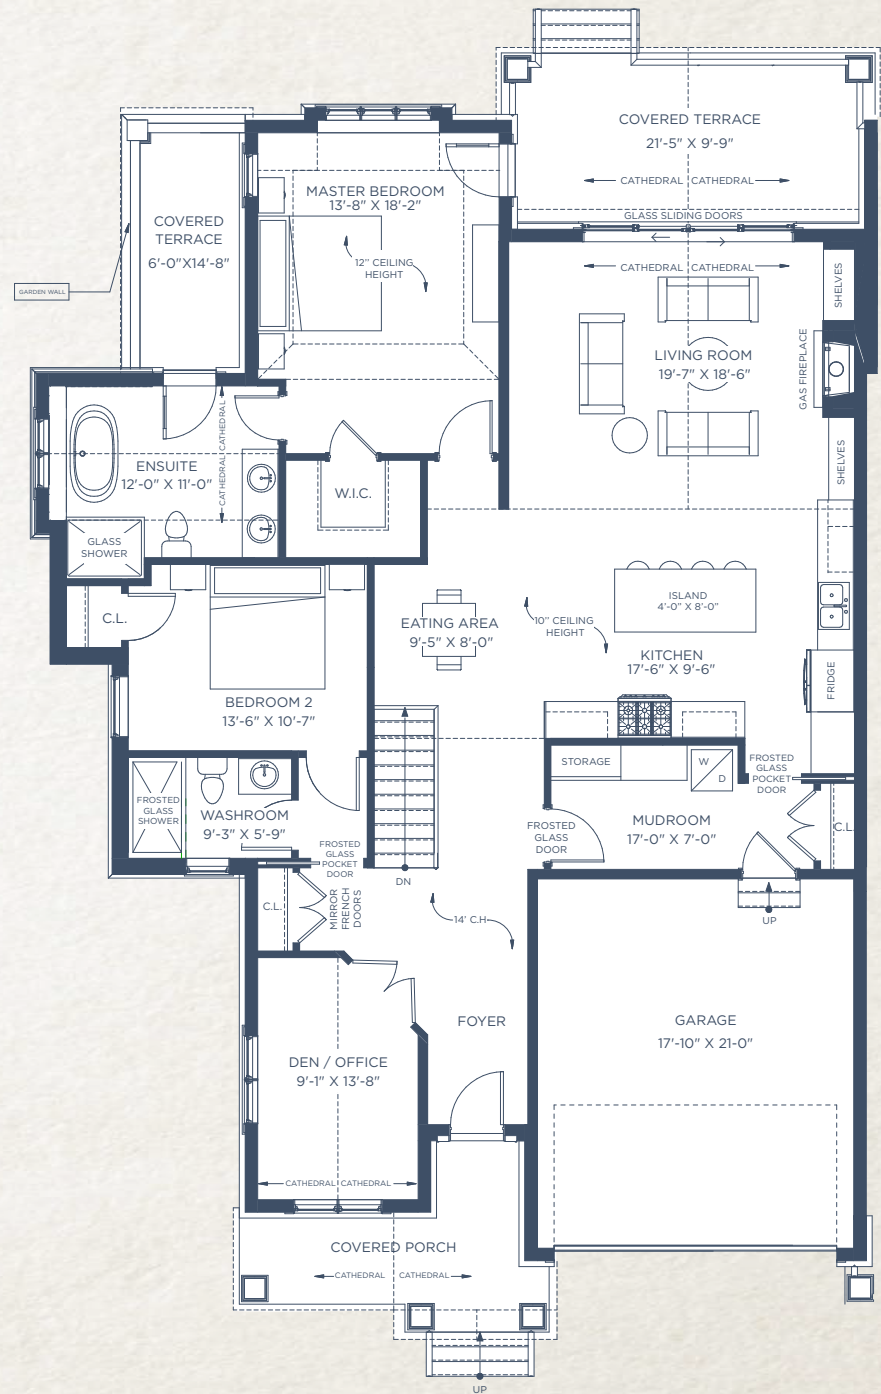 COVERED TERRACE
21'-5" X 9'-9"
CATHEDRAL CATHEDRAL
GLASS SLIDING DOORS
CATHEDRAL CATHEDRAL
MASTER BEDROOM
13'-8" X 18'-2"
12" CEILING
HEIGHT
COVERED
TERRACE
6'-0"X14'-8"
GARDEN WALL
SHELVES
GAS FIREPLACE
LIVING ROOM
19'-7" X 18'-6"
SHELVES
ENSUITE
12'-0" X 11'-0"
CATHEDRAL CATHEDRAL
W.I.C.
GLASS
SHOWER
C.L.
ISLAND
4'-0" X 8'-0"
EATING AREA
9'-5" X 8'-0"
10" CEILING
HEIGHT
KITCHEN
17'-6" X 9'-6"
FRIDGE
BEDROOM 2
13'-6" X 10'-7"
STORAGE
W
D
FROSTED
GLASS
POCKET
DOOR
FROSTED
GLASS
SHOWER
WASHROOM
9'-3" X 5'-9"
FROSTED
GLASS
DOOR
MUDROOM
17'-0" X 7'-0"
C.L.
FROSTED
GLASS
POCKET
DOOR
DN
C.L.
MIRROR
FRENCH
DOORS
14' C.H
UP
FOYER
GARAGE
17'-10" X 21-0"
DEN / OFFICE
9'-1" X 13'-8"
CATHEDRAL CATHEDRAL
COVERED PORCH
CATHEDRAL CATHEDRAL
UP